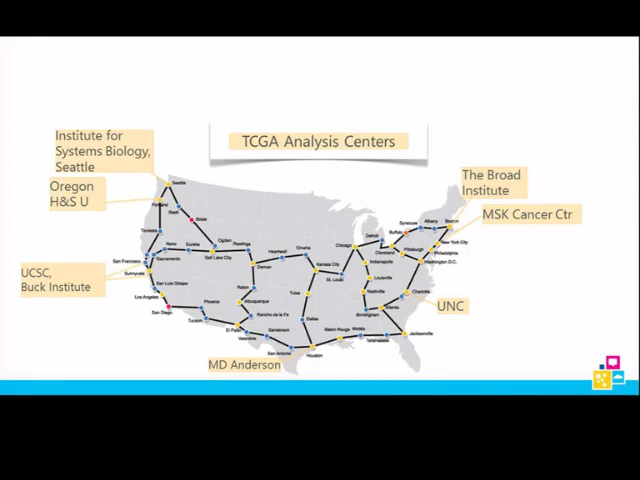 TCGA Analysis Centers
Institute for
Systems Biology,
Seattle
Oregon
H&S U
UCSC,
Buck Institute
MD Anderson
The Broad
Institute
MSK Cancer Ctr
UNC
Seattle
Portland
Boise
Reno
Eureka
Ogden
Salt Lake City
Rawlings
San Francisco
Sacramento
Sunnyvale
San Luis Obispo
Los Angeles
San Diego
Phoenix
Tucson
Denver
Raton
Albuquerque
Rancho de la Fe
El Paso
Valentine
Sanderson
San Antonio
Houston
Dallas
Tulsa
Kansas City
Omaha
St. Louis
Chicago
Indianapolis
Louisville
Nashville
Birmingham
Atlanta
Charlotte
Baton Rouge
Mobile
Tallahassee
Jacksonville
Detroit
Cleveland
Buffalo
Syracuse
Albany
Boston
New York City
Philadelphia
Pittsburgh
Washington D.C.